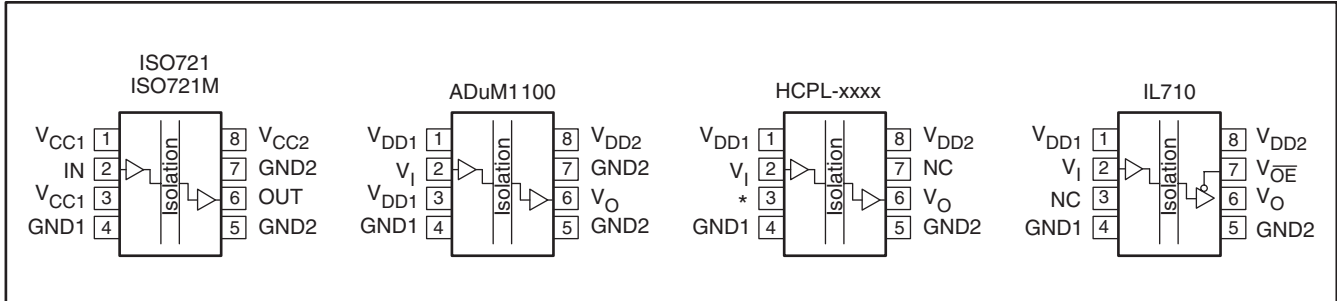 ISO721
ISO721M
VCC1 1 8 VCC2
IN 2 7 GND2
VCC1 3 6 OUT
GND1 4 5 GND2
Isolation
ADuM1100
VDD1 1 8 VDD2
VI 2 7 GND2
VDD1 3 6 VO
GND1 4 5 GND2
Isolation
HCPL-xxxx
VDD1 1 8 VDD2
VI 2 7 NC
* 3 6 VO
GND1 4 5 GND2
Isolation
IL710
VDD1 1 8 VDD2
VI 2 7 VO̅E̅
NC 3 6 VO
GND1 4 5 GND2
Isolation